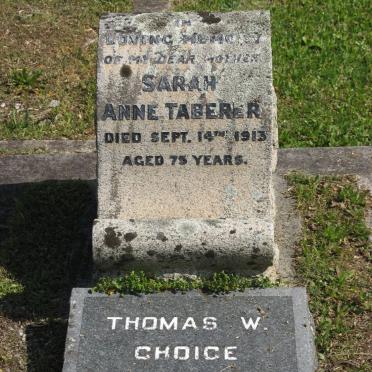 IN
LOVING MEMORY
OF MY DEAR MOTHER
SARAH
ANNE TABERER
DIED SEPT. 14TH 1913
AGED 75 YEARS.
THOMAS W.
CHOICE